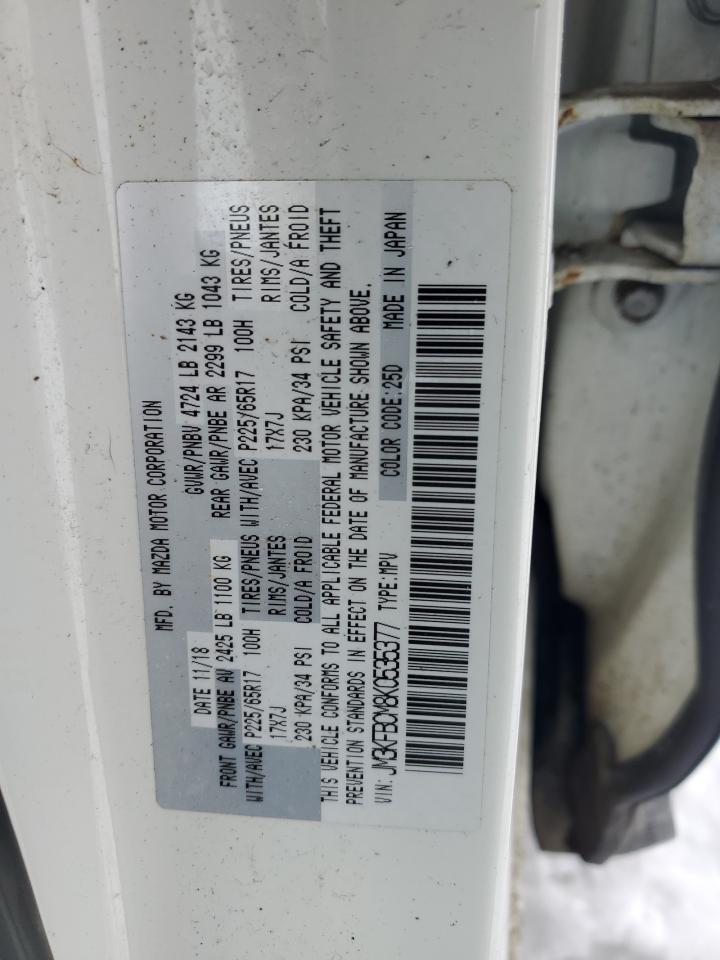 MFD. BY MAZDA MOTOR CORPORATION
DATE 11/18 GVWR/PNBV 4724 LB 2143 KG
FRONT GAWR/PNBE AV 2425 LB 1100 KG REAR GAWR/PNBE AR 2299 LB 1043 KG
WITH/AVEC P225/65R17 100H TIRES/PNEUS WITH/AVEC P225/65R17 100H TIRES/PNEUS
17X7J RIMS/JANTES 17X7J RIMS/JANTES
230 KPA/34 PSI COLD/A FROID 230 KPA/34 PSI COLD/A FROID
THIS VEHICLE CONFORMS TO ALL APPLICABLE FEDERAL MOTOR VEHICLE SAFETY AND THEFT
PREVENTION STANDARDS IN EFFECT ON THE DATE OF MANUFACTURE SHOWN ABOVE.
VIN: JM3KFBCM8K0535377 TYPE:MPV COLOR CODE:25D MADE IN JAPAN